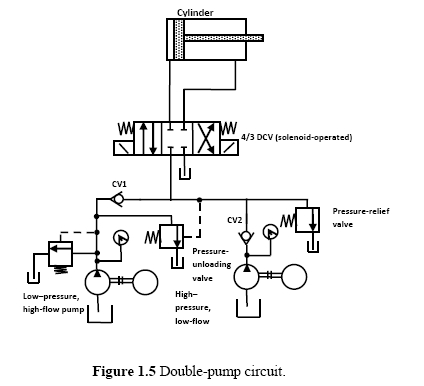 Cylinder
4/3 DCV (solenoid-operated)
CV1
CV2
Pressure-relief
valve
Pressure-
unloading
valve
Low–pressure,
high-flow pump
High–
pressure,
low-flow
Figure 1.5 Double-pump circuit.